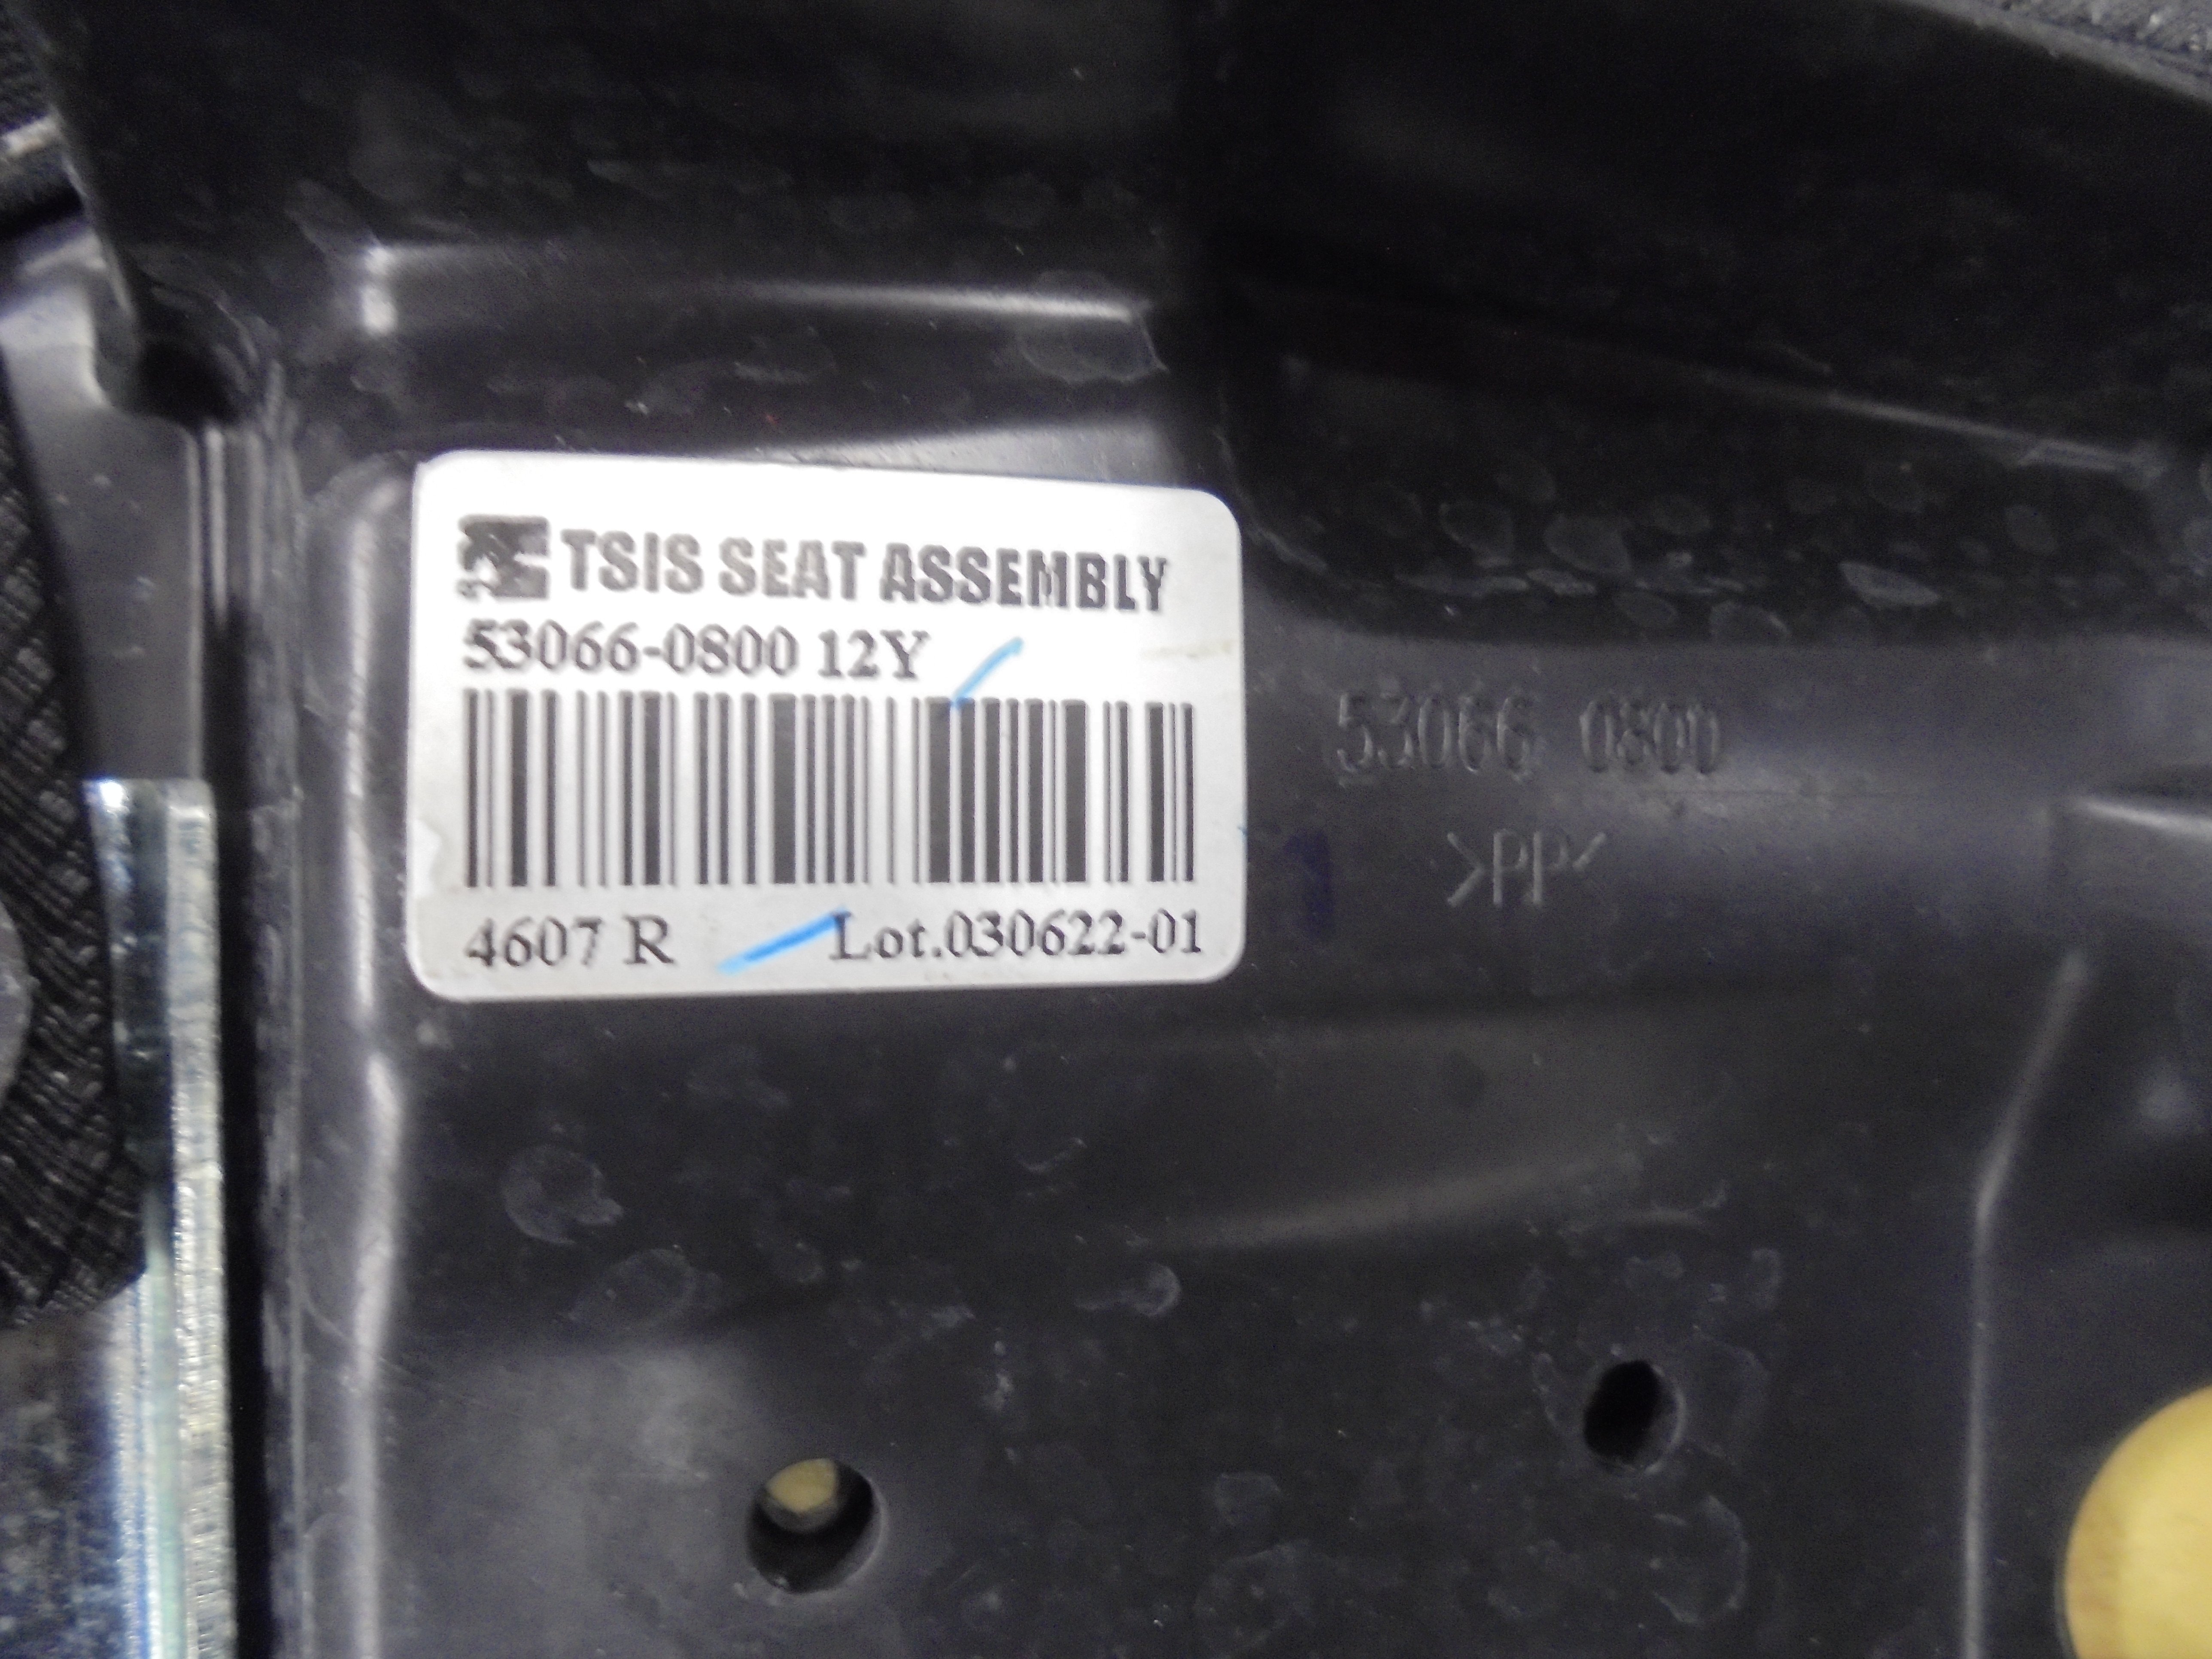 TSIS SEAT ASSEMBLY
53066-0800 12Y
4607 R Lot.030622-01
53066 0800
>PP<